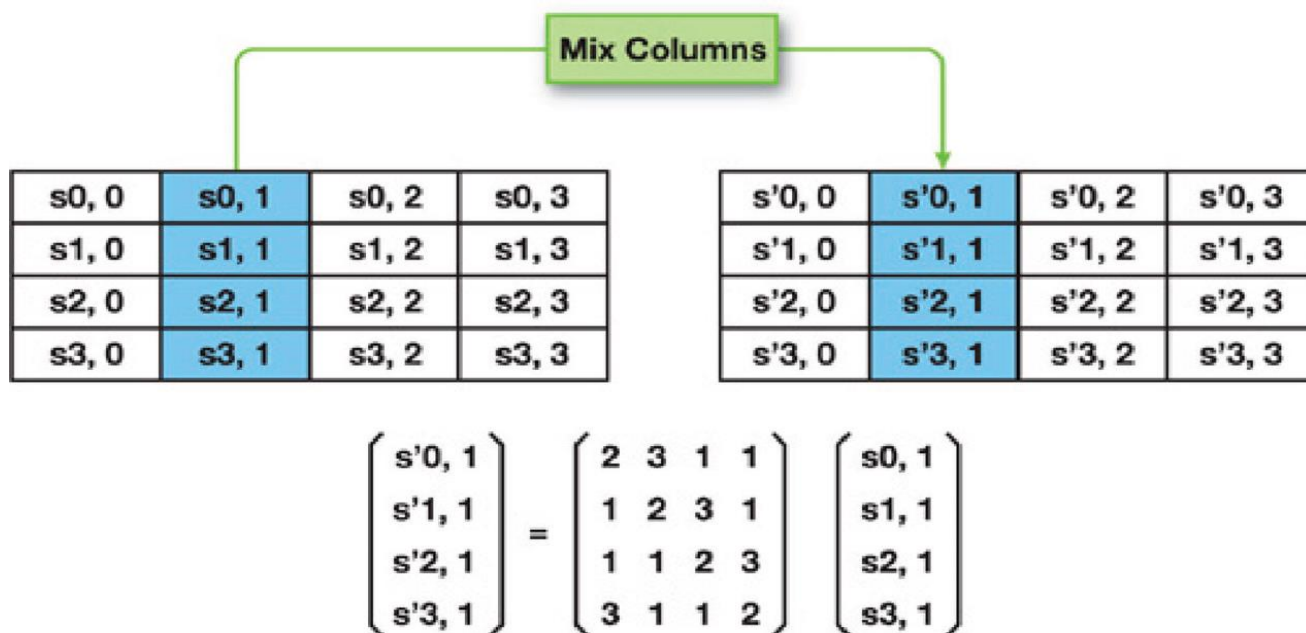 Mix Columns
s0, 0 s0, 1 s0, 2 s0, 3 s'0, 0 s'0, 1 s'0, 2 s'0, 3
s1, 0 s1, 1 s1, 2 s1, 3 s'1, 0 s'1, 1 s'1, 2 s'1, 3
s2, 0 s2, 1 s2, 2 s2, 3 s'2, 0 s'2, 1 s'2, 2 s'2, 3
s3, 0 s3, 1 s3, 2 s3, 3 s'3, 0 s'3, 1 s'3, 2 s'3, 3
s'0, 1 2 3 1 1 s0, 1
s'1, 1 1 2 3 1 s1, 1
=
s'2, 1 1 1 2 3 s2, 1
s'3, 1 3 1 1 2 s3, 1